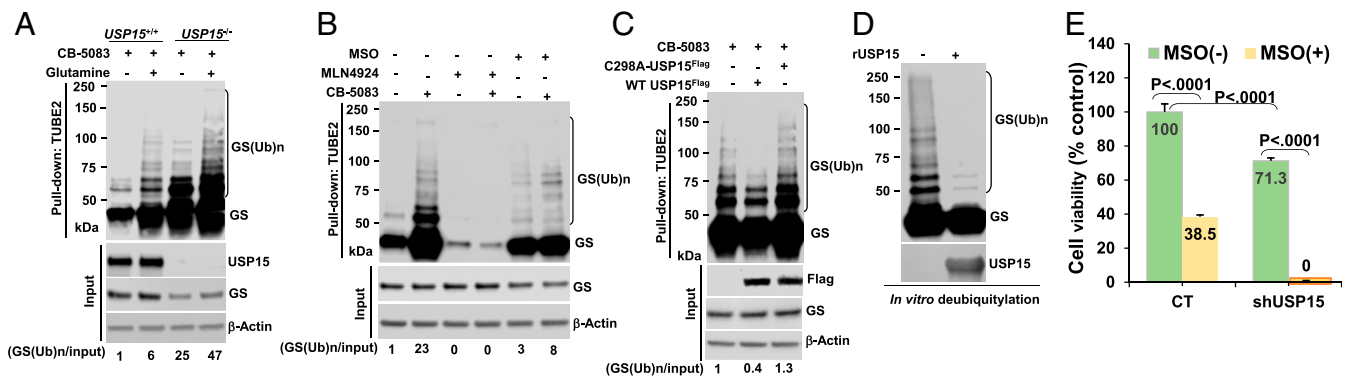 A
USP15+/+ USP15-/-
CB-5083 + + + +
Glutamine - + - +
Pull-down: TUBE2
250
150
100
75
50
kDa
GS(Ub)n
GS
Input
USP15
GS
β-Actin
(GS(Ub)n/input) 1 6 25 47
B
MSO - - - - + +
MLN4924 - - + + - -
CB-5083 - + - + - +
Pull-down: TUBE2
250
150
100
75
50
kDa
GS(Ub)n
GS
Input
GS
β-Actin
(GS(Ub)n/input) 1 23 0 0 3 8
C
CB-5083 + + +
C298A-USP15Flag - - +
WT USP15Flag - + -
Pull-down: TUBE2
250
150
100
75
50
kDa
GS(Ub)n
GS
Input
Flag
GS
β-Actin
(GS(Ub)n/input) 1 0.4 1.3
D
rUSP15 - +
250
150
100
75
50
GS(Ub)n
GS
USP15
In vitro deubiquitylation
E
MSO(-) MSO(+)
Cell viability (% control)
140
120
100
80
60
40
20
0
P<.0001
P<.0001
P<.0001
100
38.5
71.3
0
CT shUSP15